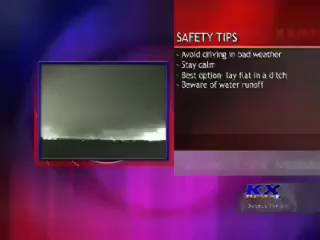 SAFETY TIPS
- Avoid driving in bad weather
- Stay calm
- Best option- lay flat in a ditch
- Beware of water runoff
KX
NEWS